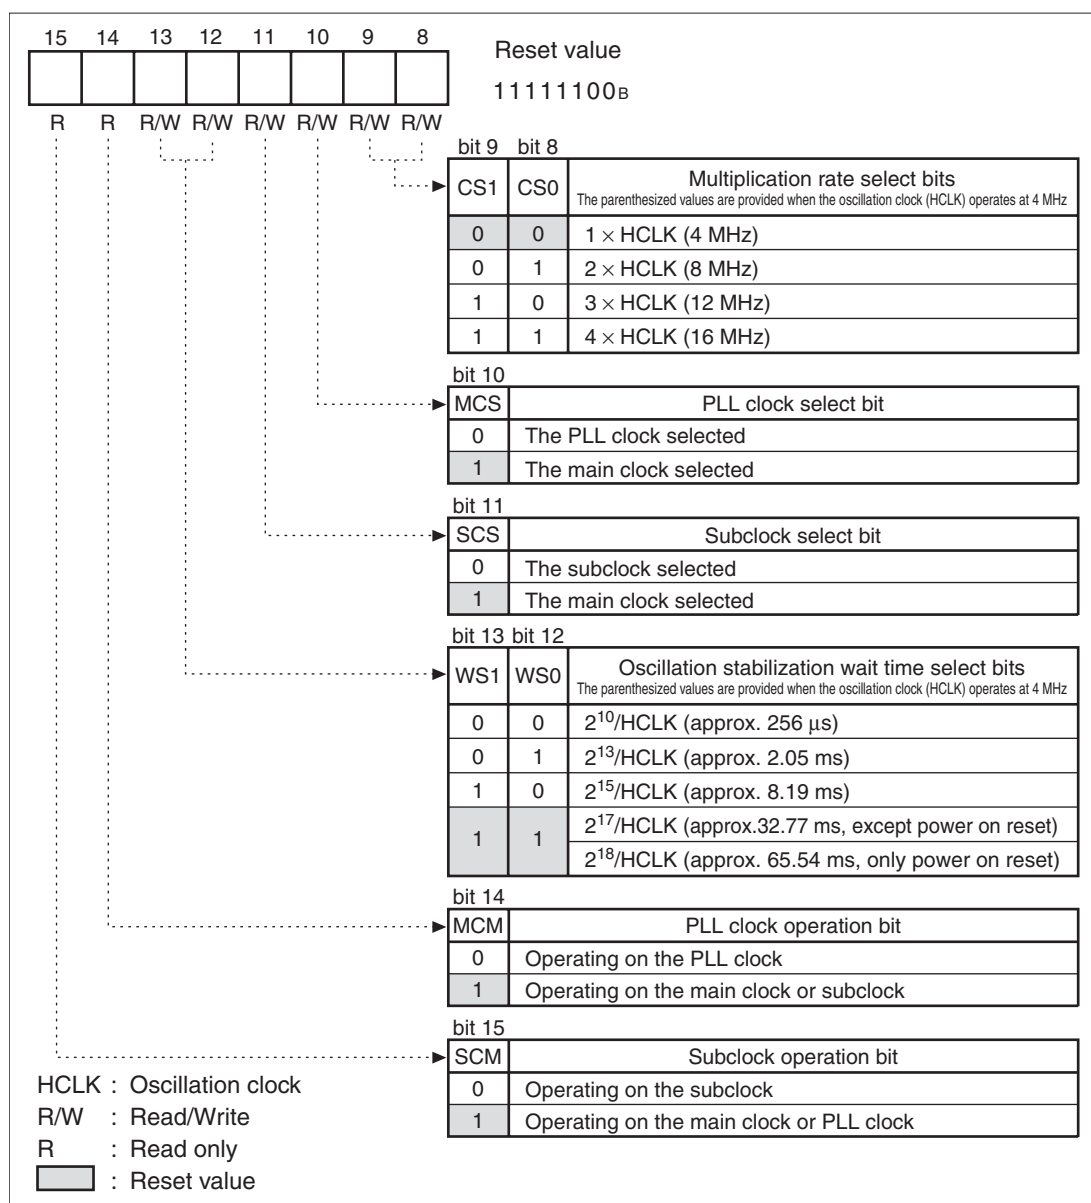 15 14 13 12 11 10 9 8
Reset value
11111100B
R R R/W R/W R/W R/W R/W R/W
bit 9 bit 8
CS1 CS0 Multiplication rate select bits
The parenthesized values are provided when the oscillation clock (HCLK) operates at 4 MHz
0 0 1 × HCLK (4 MHz)
0 1 2 × HCLK (8 MHz)
1 0 3 × HCLK (12 MHz)
1 1 4 × HCLK (16 MHz)
bit 10
MCS PLL clock select bit
0 The PLL clock selected
1 The main clock selected
bit 11
SCS Subclock select bit
0 The subclock selected
1 The main clock selected
bit 13 bit 12
WS1 WS0 Oscillation stabilization wait time select bits
The parenthesized values are provided when the oscillation clock (HCLK) operates at 4 MHz
0 0 2¹⁰/HCLK (approx. 256 μs)
0 1 2¹³/HCLK (approx. 2.05 ms)
1 0 2¹⁵/HCLK (approx. 8.19 ms)
1 1 2¹⁷/HCLK (approx.32.77 ms, except power on reset)
2¹⁸/HCLK (approx. 65.54 ms, only power on reset)
bit 14
MCM PLL clock operation bit
0 Operating on the PLL clock
1 Operating on the main clock or subclock
bit 15
SCM Subclock operation bit
0 Operating on the subclock
1 Operating on the main clock or PLL clock
HCLK : Oscillation clock
R/W : Read/Write
R : Read only
: Reset value